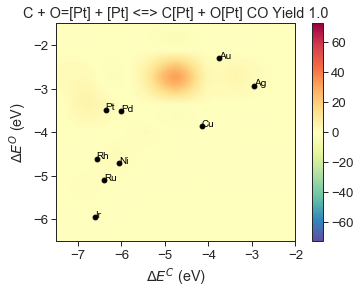 C + O=[Pt] + [Pt] <=> C[Pt] + O[Pt] CO Yield 1.0
ΔE^O (eV)
−2
−3
−4
−5
−6
Au
Ag
Pt
Pd
Cu
Rh
Ni
Ru
Ir
−7
−6
−5
−4
−3
−2
ΔE^C (eV)
60
40
20
0
−20
−40
−60